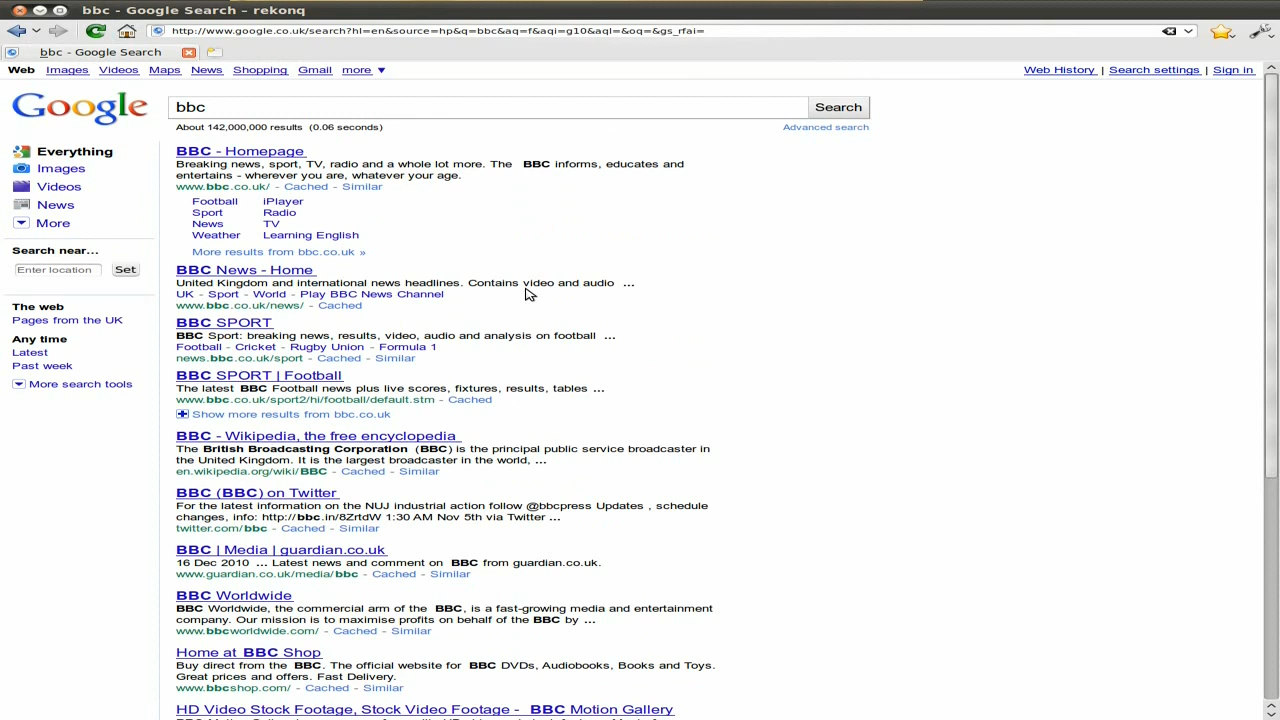 bbc - Google Search - rekonq
http://www.google.co.uk/search?hl=en&source=hp&q=bbc&aq=f&aqi=g10&aql=&oq=&gs_rfai=
bbc - Google Search
Web Images Videos Maps News Shopping Gmail more ▼ Web History | Search settings | Sign in
Google bbc Search
About 142,000,000 results (0.06 seconds) Advanced search
Everything
Images
Videos
News
More
Search near...
Enter location Set
The web
Pages from the UK
Any time
Latest
Past week
More search tools
BBC - Homepage
Breaking news, sport, TV, radio and a whole lot more. The BBC informs, educates and
entertains - wherever you are, whatever your age.
www.bbc.co.uk/ - Cached - Similar
Football iPlayer
Sport Radio
News TV
Weather Learning English
More results from bbc.co.uk »
BBC News - Home
United Kingdom and international news headlines. Contains video and audio ...
UK - Sport - World - Play BBC News Channel
www.bbc.co.uk/news/ - Cached
BBC SPORT
BBC Sport: breaking news, results, video, audio and analysis on football ...
Football - Cricket - Rugby Union - Formula 1
news.bbc.co.uk/sport - Cached - Similar
BBC SPORT | Football
The latest BBC Football news plus live scores, fixtures, results, tables ...
www.bbc.co.uk/sport2/hi/football/default.stm - Cached
Show more results from bbc.co.uk
BBC - Wikipedia, the free encyclopedia
The British Broadcasting Corporation (BBC) is the principal public service broadcaster in
the United Kingdom. It is the largest broadcaster in the world, ...
en.wikipedia.org/wiki/BBC - Cached - Similar
BBC (BBC) on Twitter
For the latest information on the NUJ industrial action follow @bbcpress Updates , schedule
changes, info: http://bbc.in/8ZrtdW 1:30 AM Nov 5th via Twitter ...
twitter.com/bbc - Cached - Similar
BBC | Media | guardian.co.uk
16 Dec 2010 ... Latest news and comment on BBC from guardian.co.uk.
www.guardian.co.uk/media/bbc - Cached - Similar
BBC Worldwide
BBC Worldwide, the commercial arm of the BBC, is a fast-growing media and entertainment
company. Our mission is to maximise profits on behalf of the BBC by ...
www.bbcworldwide.com/ - Cached - Similar
Home at BBC Shop
Buy direct from the BBC. The official website for BBC DVDs, Audiobooks, Books and Toys.
Great prices and offers. Fast Delivery.
www.bbcshop.com/ - Cached - Similar
HD Video Stock Footage, Stock Video Footage - BBC Motion Gallery